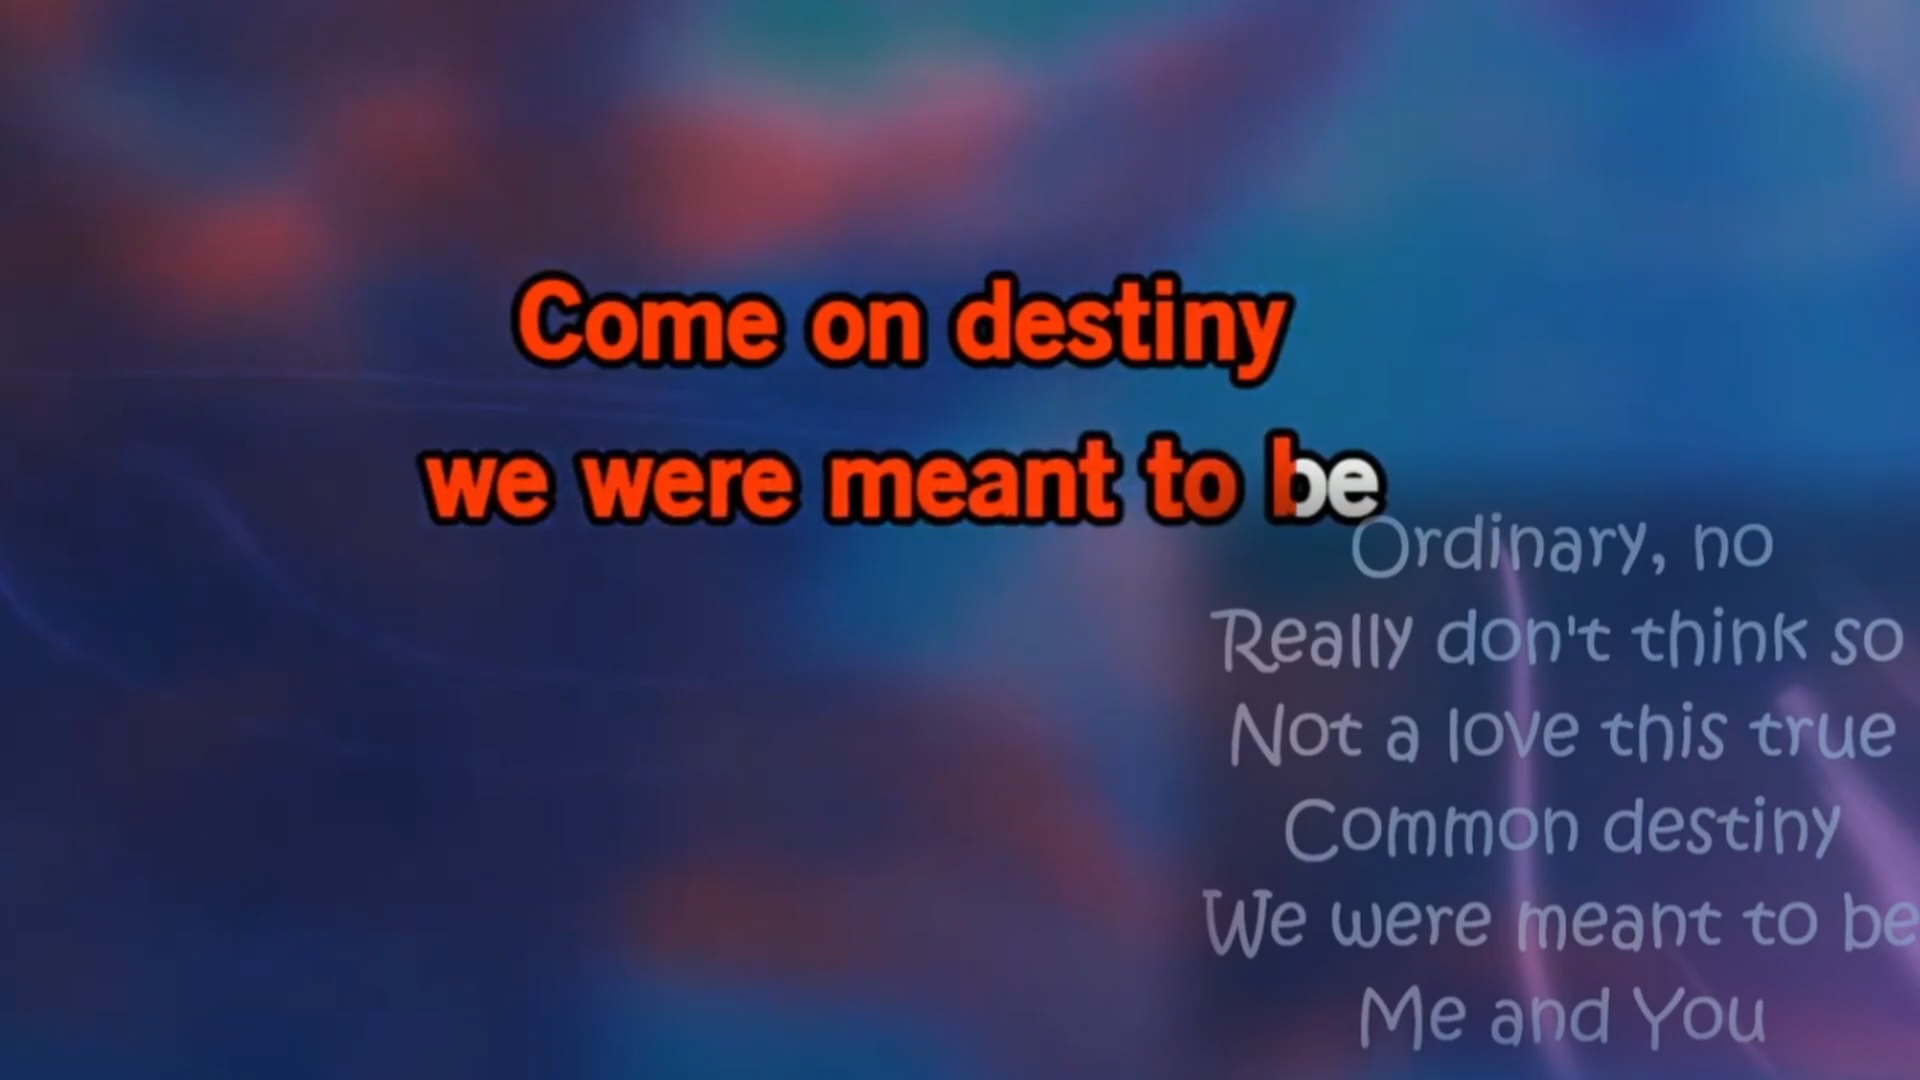 Come on destiny
we were meant to be
Ordinary, no
Really don't think so
Not a love this true
Common destiny
We were meant to be
Me and You